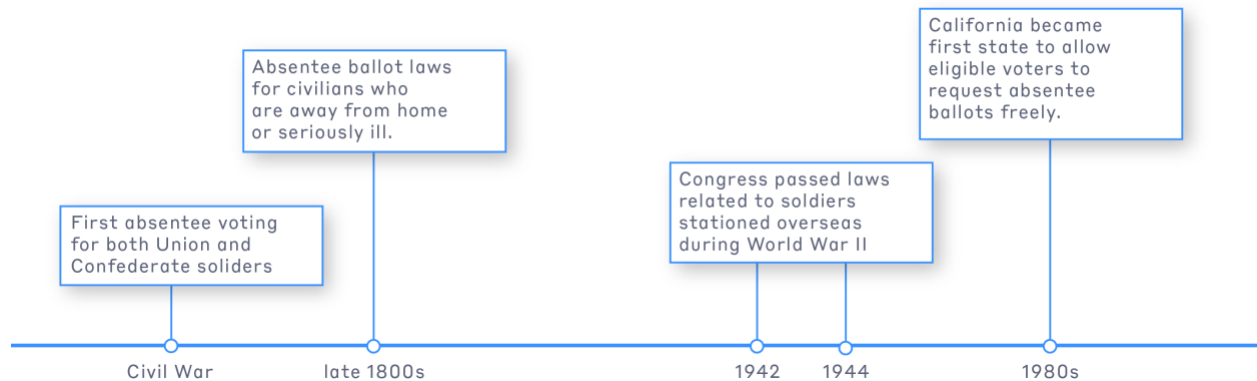 First absentee voting
for both Union and
Confederate soliders
Absentee ballot laws
for civilians who
are away from home
or seriously ill.
Congress passed laws
related to soldiers
stationed overseas
during World War II
California became
first state to allow
eligible voters to
request absentee
ballots freely.
Civil War
late 1800s
1942
1944
1980s